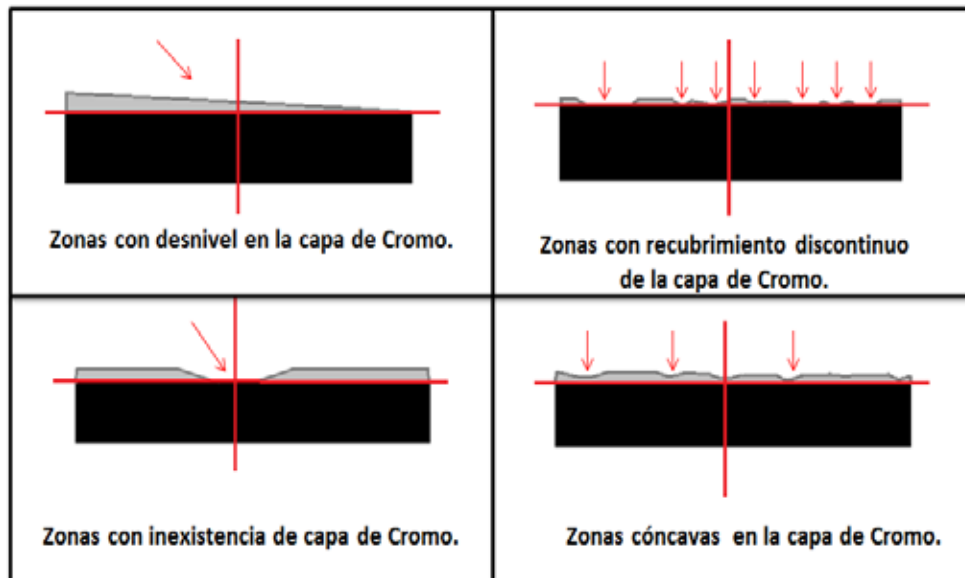 Zonas con desnivel en la capa de Cromo.
Zonas con recubrimiento discontinuo
de la capa de Cromo.
Zonas con inexistencia de capa de Cromo.
Zonas cóncavas en la capa de Cromo.